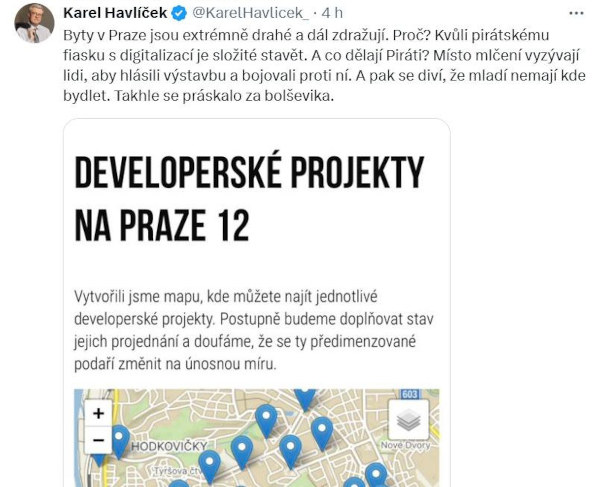 Karel Havlíček @KarelHavlicek_ · 4 h
Byty v Praze jsou extrémně drahé a dál zdražují. Proč? Kvůli pirátskému
fiasku s digitalizací je složité stavět. A co dělají Piráti? Místo mlčení vyzývají
lidi, aby hlásili výstavbu a bojovali proti ní. A pak se diví, že mladí nemají kde
bydlet. Takhle se práskalo za bolševika.
DEVELOPERSKÉ PROJEKTY
NA PRAZE 12
Vytvořili jsme mapu, kde můžete najít jednotlivé
developerské projekty. Postupně budeme doplňovat stav
jejich projednání a doufáme, že se ty předimenzované
podaří změnit na únosnou míru.
603
+
−
HODKOVIČKY
Nové Dvory
Tyršova čtv